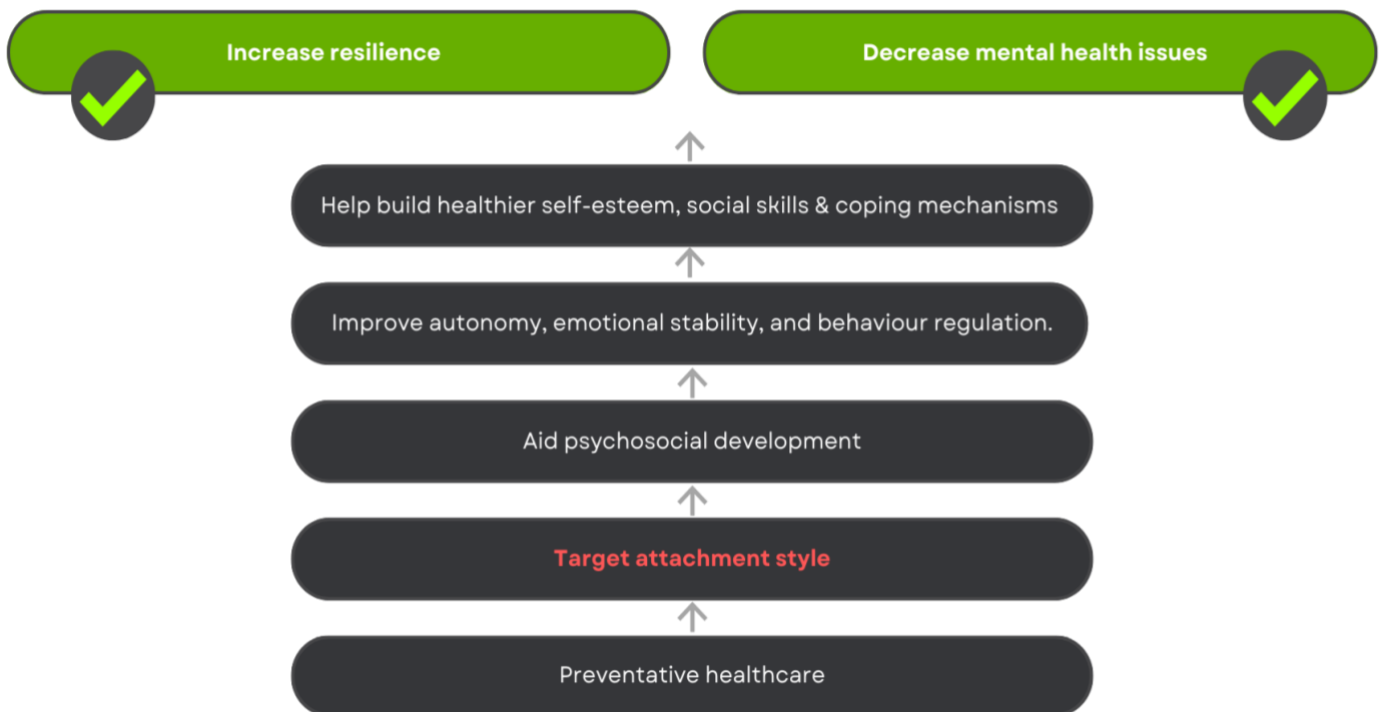 Increase resilience
Decrease mental health issues
Help build healthier self-esteem, social skills & coping mechanisms
Improve autonomy, emotional stability, and behaviour regulation.
Aid psychosocial development
Target attachment style
Preventative healthcare